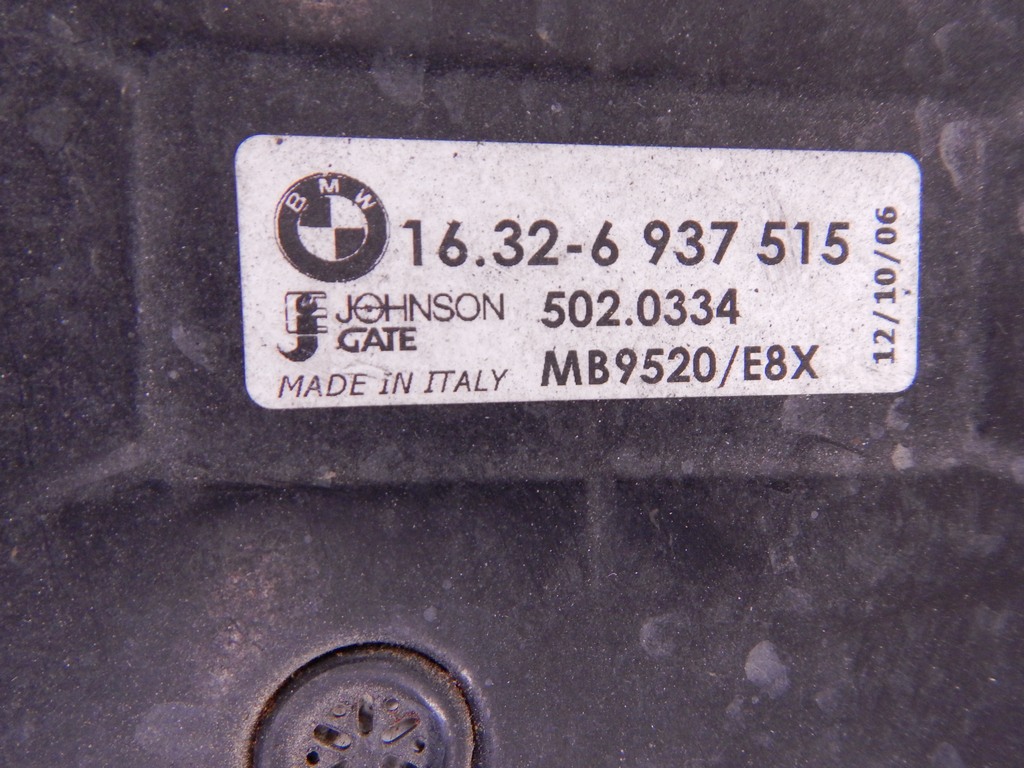 BMW
16.32-6 937 515
JOHNSON
GATE
502.0334
MADE IN ITALY
MB9520/E8X
12/10/06